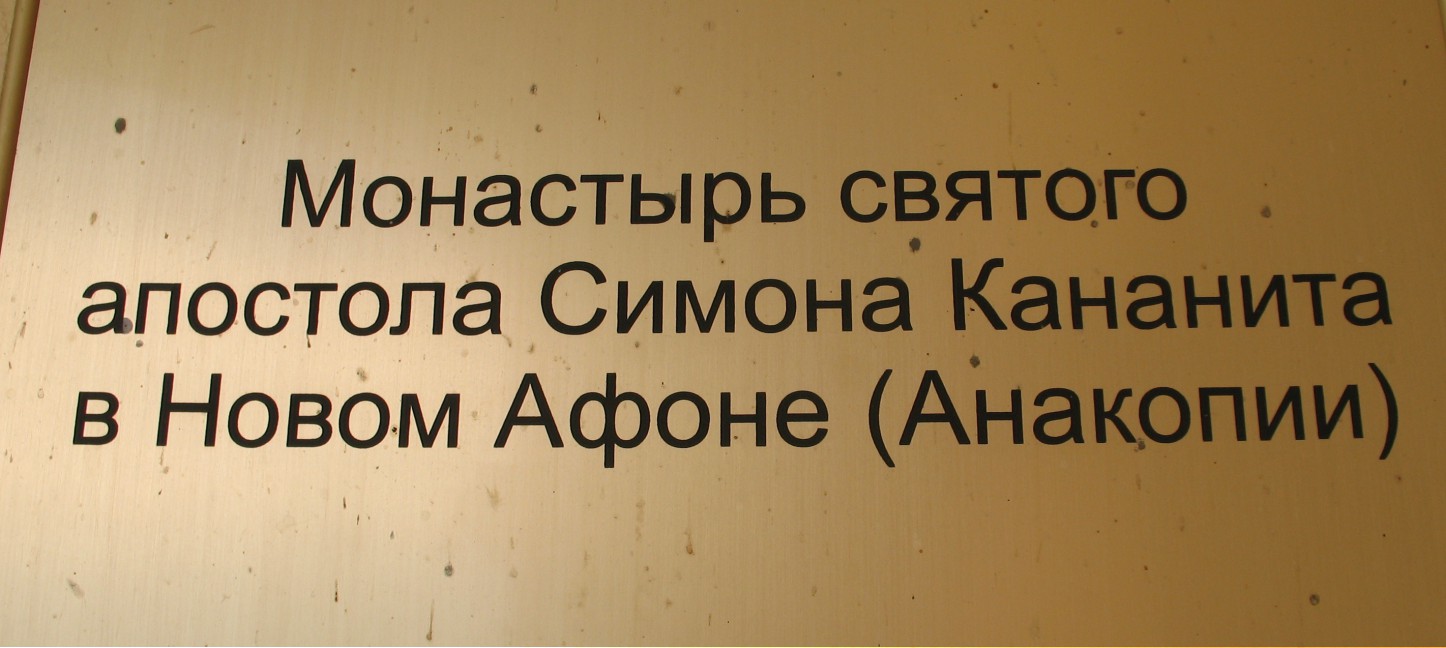 Монастырь святого
апостола Симона Кананита
в Новом Афоне (Анакопии)